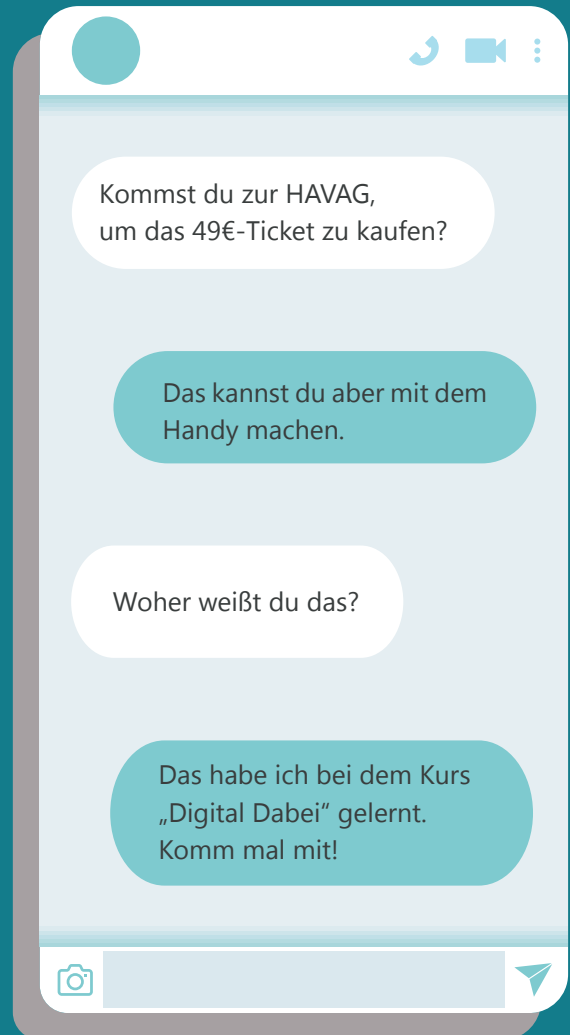 Kommst du zur HAVAG,
um das 49€-Ticket zu kaufen?
Das kannst du aber mit dem
Handy machen.
Woher weißt du das?
Das habe ich bei dem Kurs
„Digital Dabei“ gelernt.
Komm mal mit!